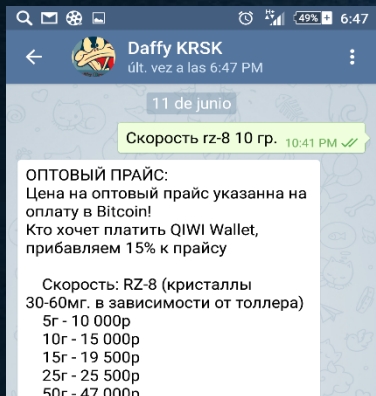 49%
6:47
Daffy KRSK
últ. vez a las 6:47 PM
11 de junio
Скорость rz-8 10 гр. 10:41 PM
ОПТОВЫЙ ПРАЙС:
Цена на оптовый прайс указанна на
оплату в Bitcoin!
Кто хочет платить QIWI Wallet,
прибавляем 15% к прайсу
Скорость: RZ-8 (кристаллы
30-60мг. в зависимости от толлера)
5г - 10 000р
10г - 15 000р
15г - 19 500р
25г - 25 500р
50г - 47 000р